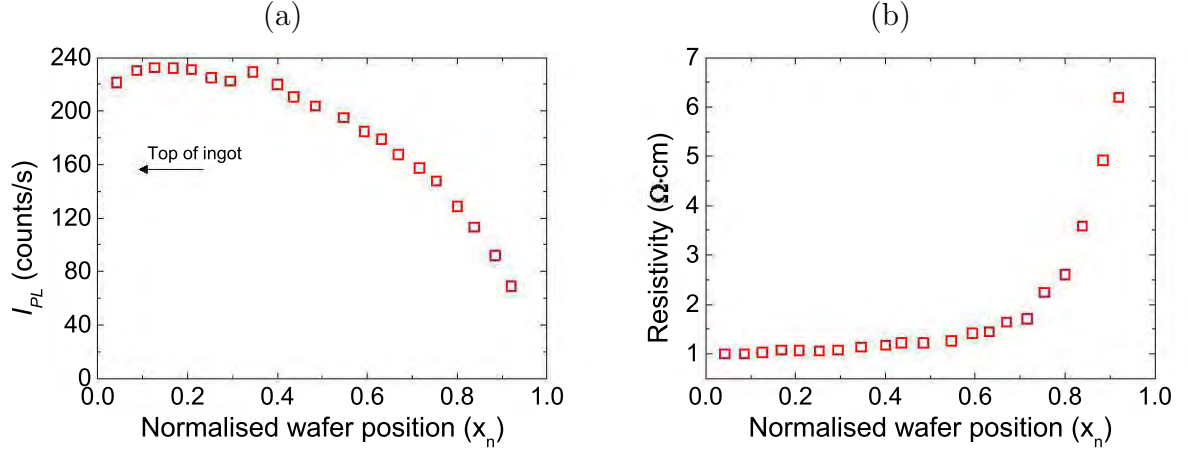 (a)
240
200
160
120
80
40
0
I_PL (counts/s)
Top of ingot
0.0 0.2 0.4 0.6 0.8 1.0
Normalised wafer position (x_n)
(b)
7
6
5
4
3
2
1
Resistivity (Ω·cm)
0.0 0.2 0.4 0.6 0.8 1.0
Normalised wafer position (x_n)